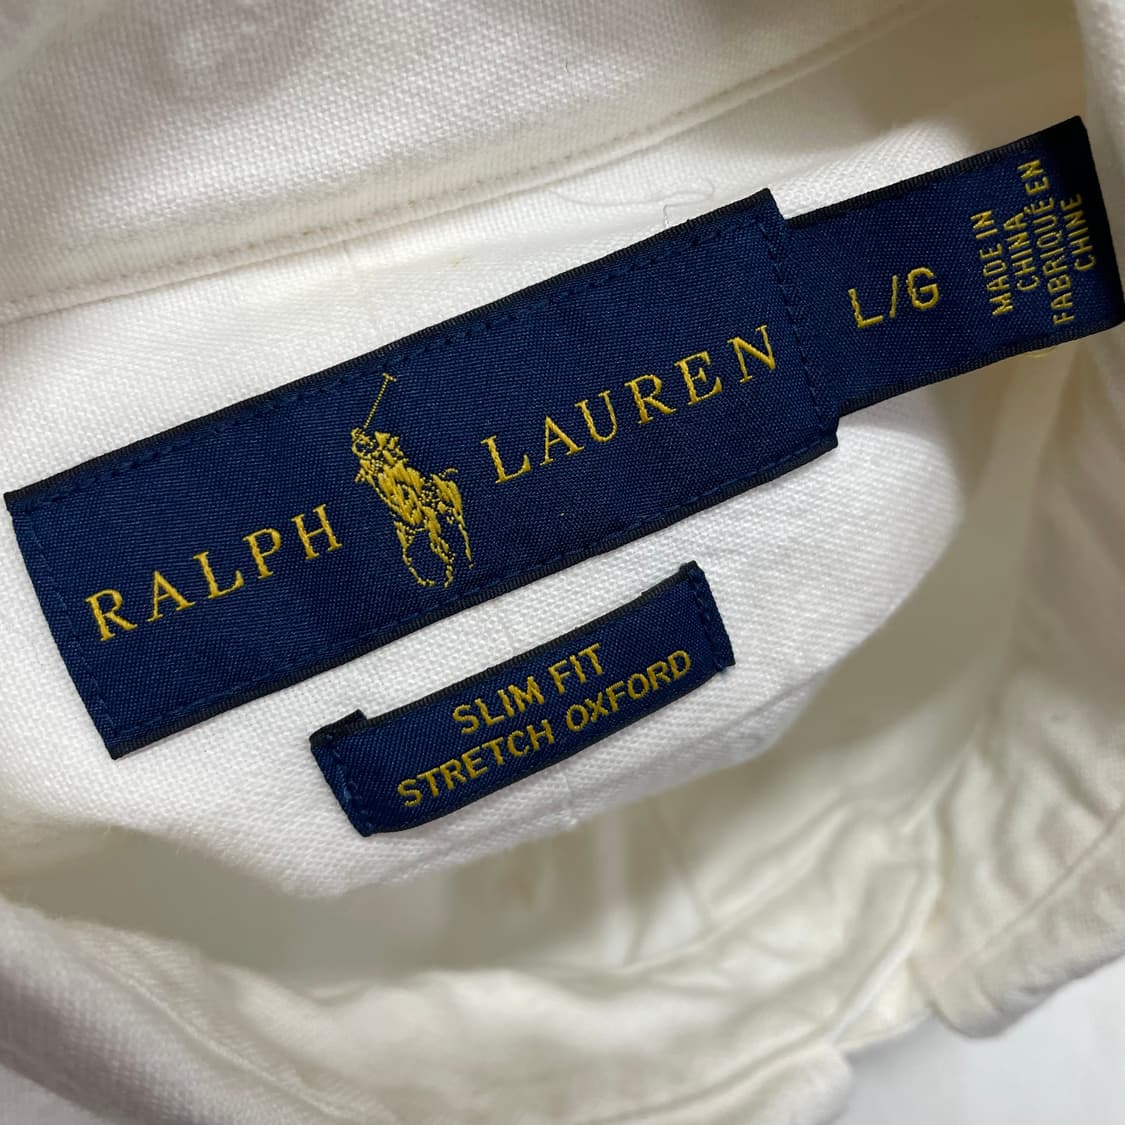 RALPH LAUREN
L/G
MADE IN
CHINA,
FABRIQUÉ EN
CHINE
SLIM FIT
STRETCH OXFORD